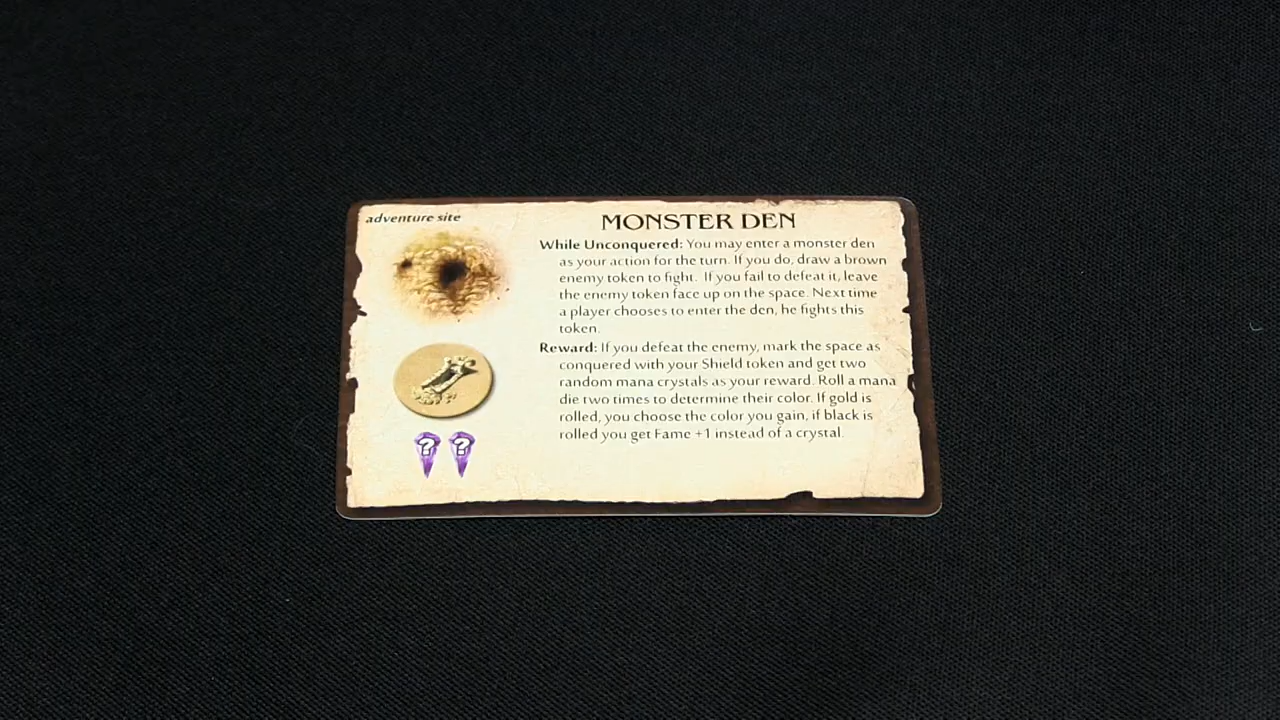 adventure site
MONSTER DEN
While Unconquered: You may enter a monster den
as your action for the turn. If you do, draw a brown
enemy token to fight. If you fail to defeat it, leave
the enemy token face up on the space. Next time
a player chooses to enter the den, he fights this
token.
Reward: If you defeat the enemy, mark the space as
conquered with your Shield token and get two
random mana crystals as your reward. Roll a mana
die two times to determine their color. If gold is
rolled, you choose the color you gain, if black is
rolled you get Fame +1 instead of a crystal.
? ?